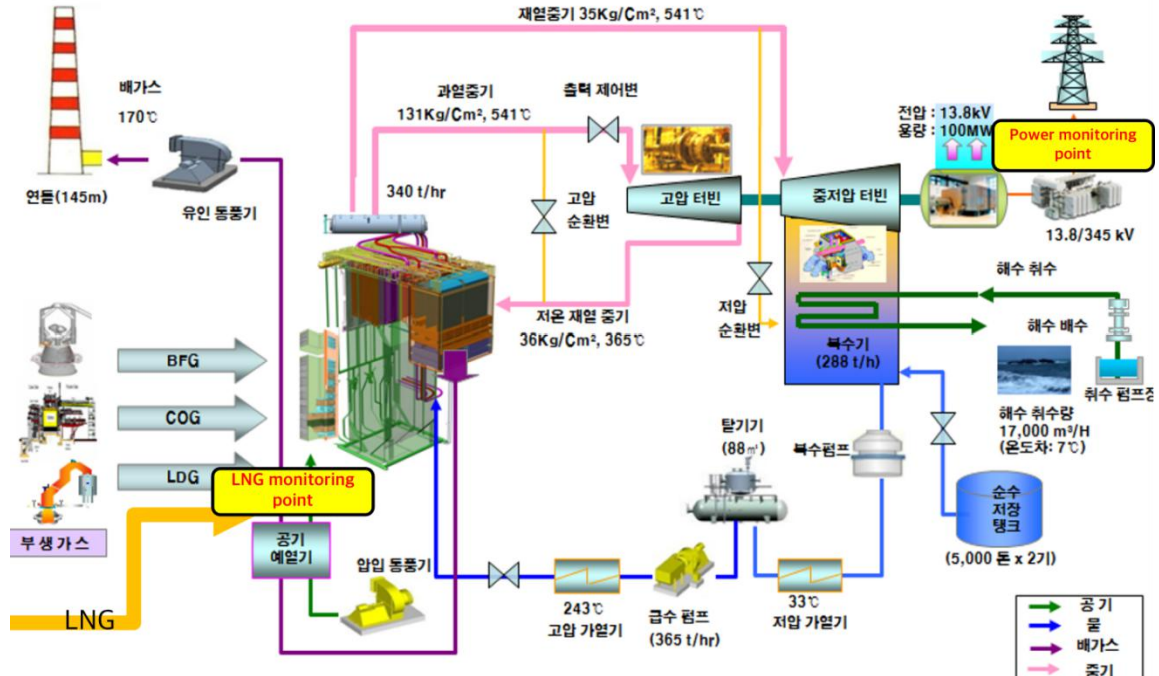 재열증기 35Kg/Cm², 541℃
배가스
170℃
연돌(145m)
유인 동풍기
과열증기
131Kg/Cm², 541℃
출력 제어변
340 t/hr
고압
순환변
고압 터빈
중저압 터빈
전압 : 13.8kV
용량 : 100MW
Power monitoring
point
13.8/345 kV
저온 재열 중기
36Kg/Cm², 365℃
저압
순환변
해수 취수
해수 배수
복수기
(288 t/h)
취수 펌프장
해수 취수량
17,000 m³/H
(온도차: 7℃)
BFG
COG
LDG
부생가스
LNG monitoring
point
LNG
공기
예열기
압입 동풍기
탈기기
(88㎥)
복수펌프
순수
저장
탱크
(5,000 톤 x 2기)
243℃
고압 가열기
급수 펌프
(365 t/hr)
33℃
저압 가열기
공 기
물
배가스
중기